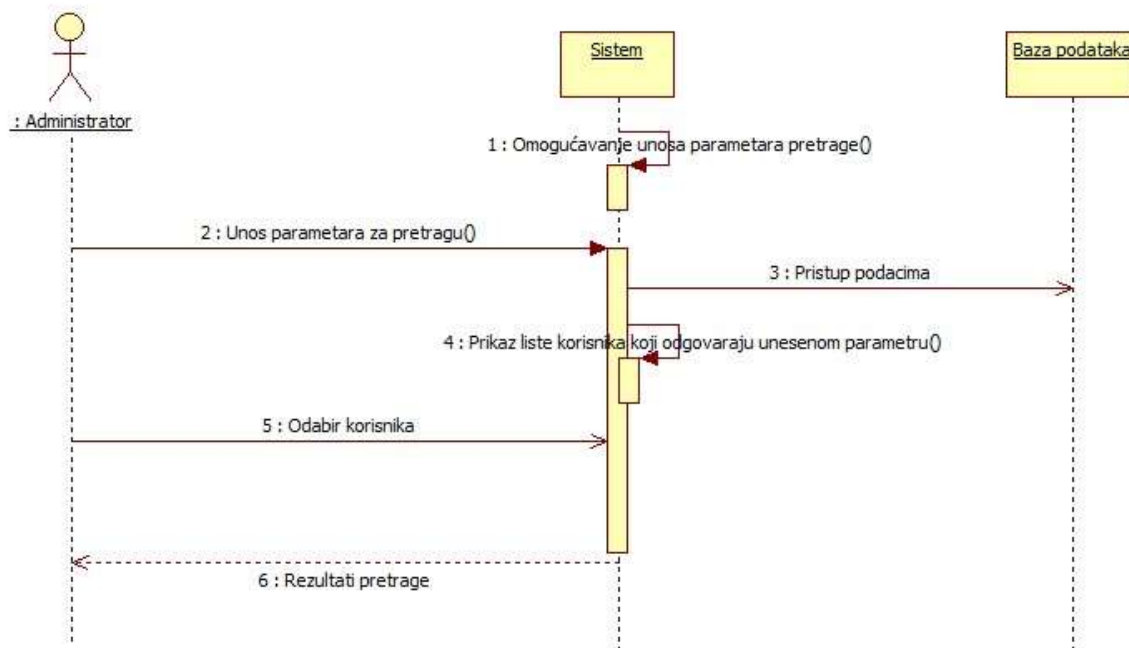 Sistem
Baza podataka
: Administrator
1 : Omogućavanje unosa parametara pretrage()
2 : Unos parametara za pretragu()
3 : Pristup podacima
4 : Prikaz liste korisnika koji odgovaraju unesenom parametru()
5 : Odabir korisnika
6 : Rezultati pretrage